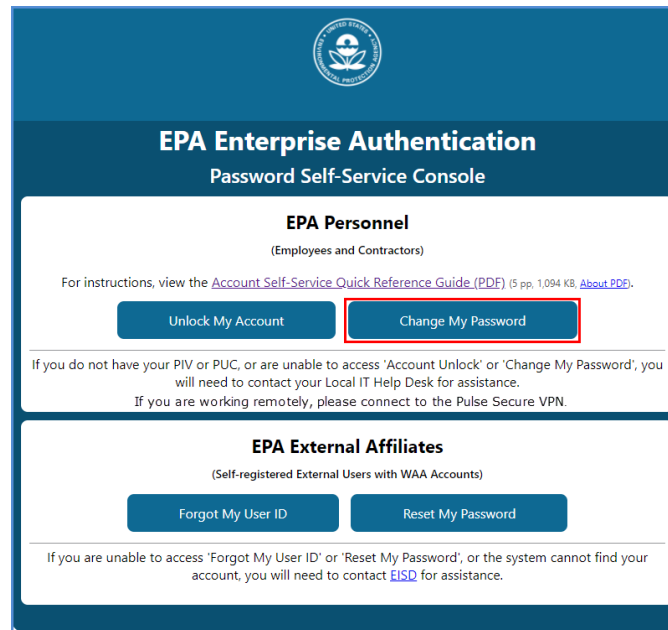 UNITED STATES
ENVIRONMENTAL PROTECTION AGENCY
EPA Enterprise Authentication
Password Self-Service Console
EPA Personnel
(Employees and Contractors)
For instructions, view the Account Self-Service Quick Reference Guide (PDF) (5 pp, 1,094 KB, About PDF).
Unlock My Account
Change My Password
If you do not have your PIV or PUC, or are unable to access 'Account Unlock' or 'Change My Password', you
will need to contact your Local IT Help Desk for assistance.
If you are working remotely, please connect to the Pulse Secure VPN.
EPA External Affiliates
(Self-registered External Users with WAA Accounts)
Forgot My User ID
Reset My Password
If you are unable to access 'Forgot My User ID' or 'Reset My Password', or the system cannot find your
account, you will need to contact EISD for assistance.